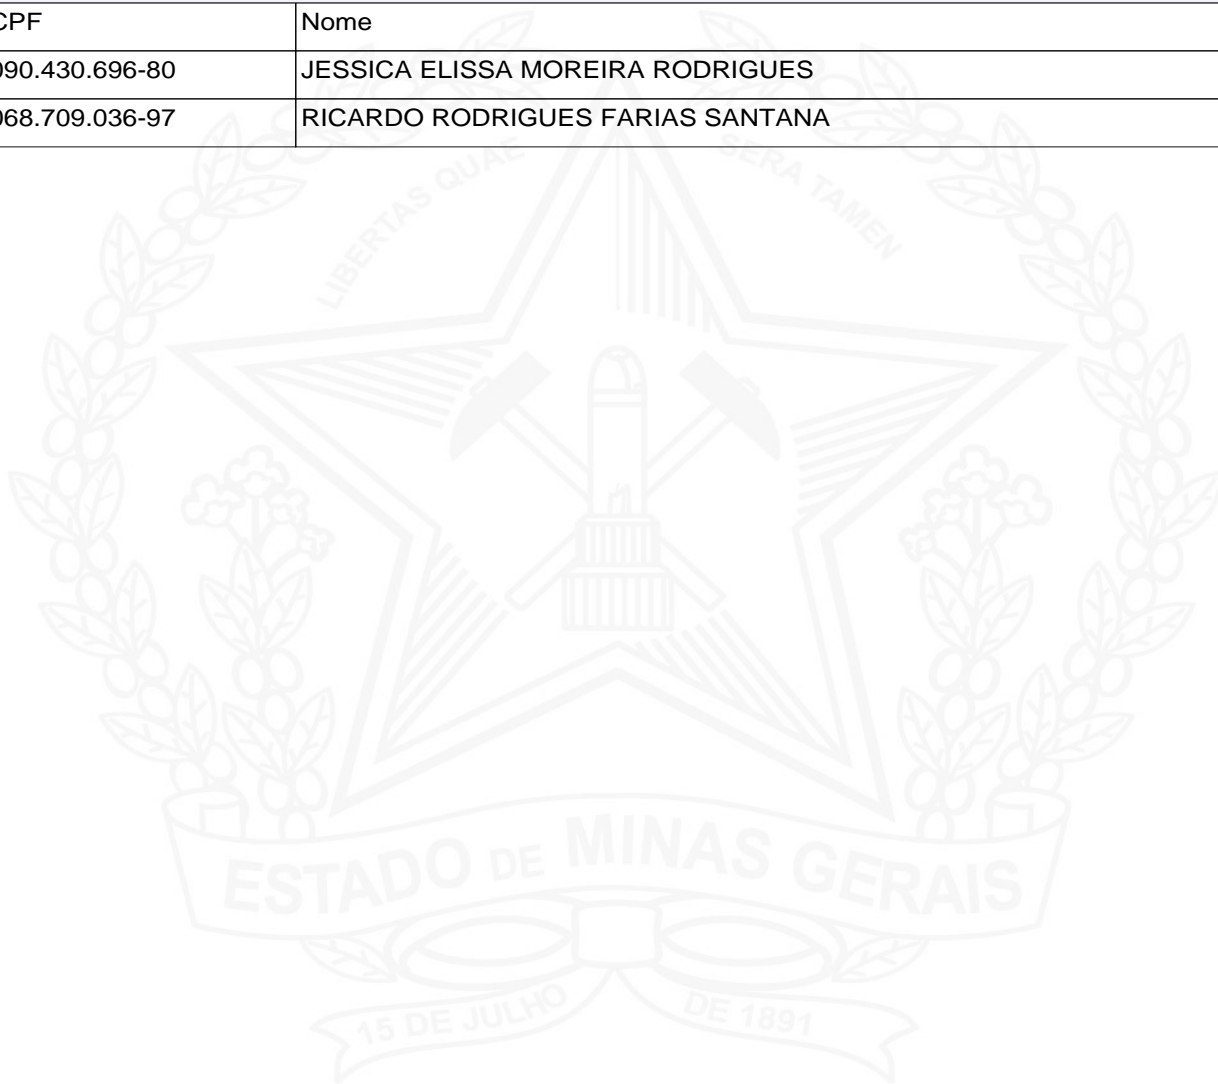 CPF Nome
090.430.696-80 JESSICA ELISSA MOREIRA RODRIGUES
068.709.036-97 RICARDO RODRIGUES FARIAS SANTANA
LIBERTAS QUAE SERA TAMEN
ESTADO DE MINAS GERAIS
15 DE JULHO DE 1891